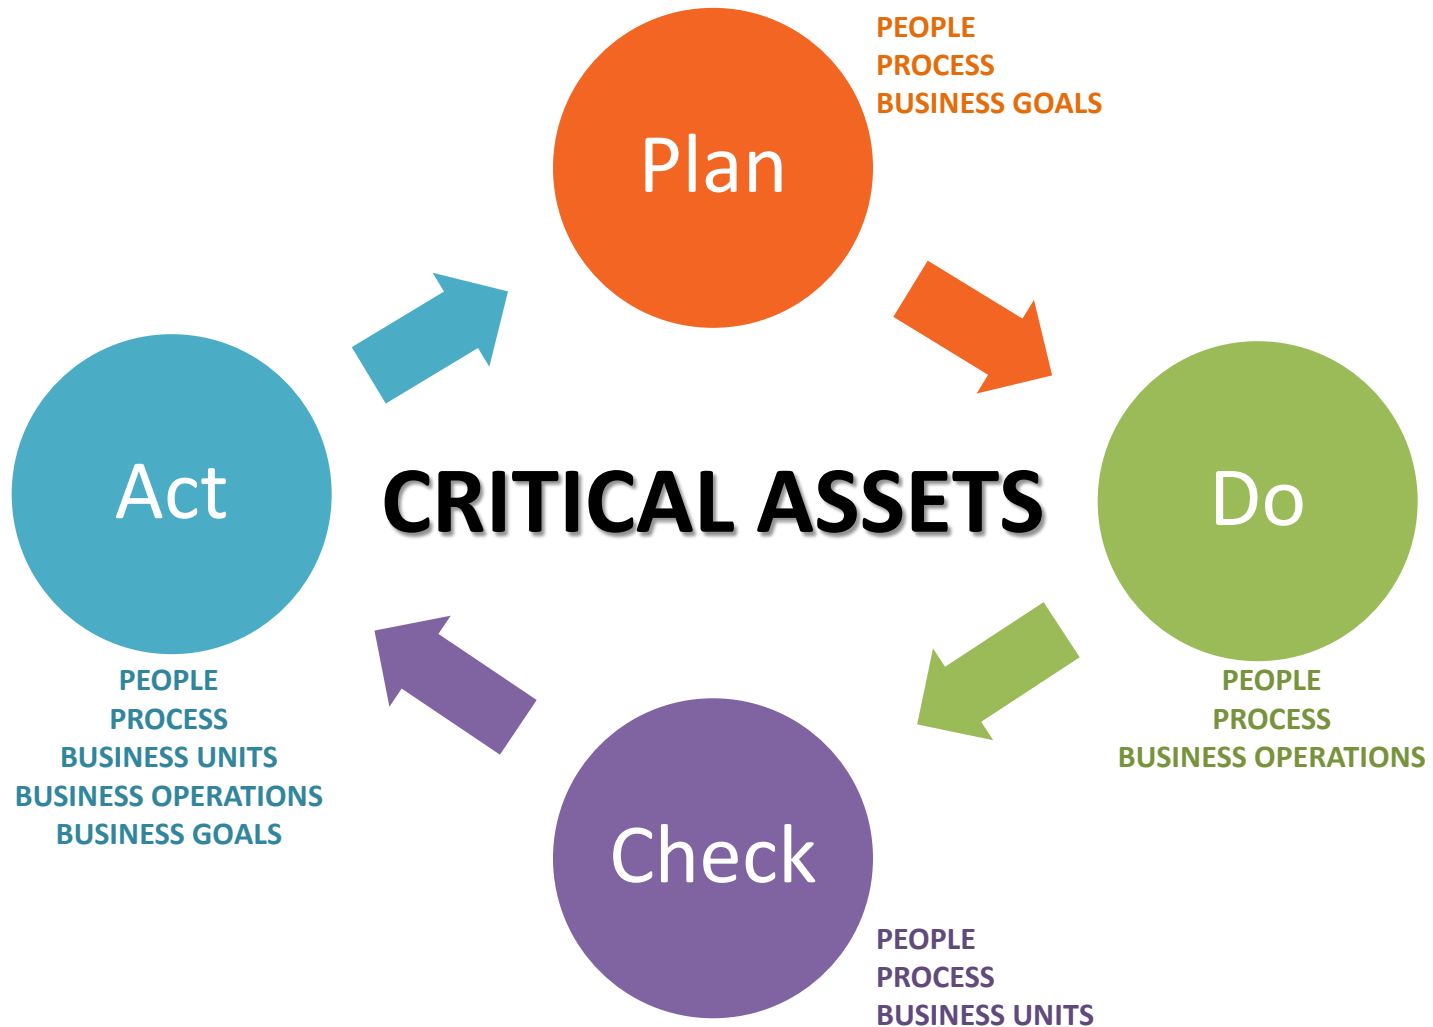 Plan
PEOPLE
PROCESS
BUSINESS GOALS
Do
PEOPLE
PROCESS
BUSINESS OPERATIONS
Check
PEOPLE
PROCESS
BUSINESS UNITS
Act
PEOPLE
PROCESS
BUSINESS UNITS
BUSINESS OPERATIONS
BUSINESS GOALS
CRITICAL ASSETS